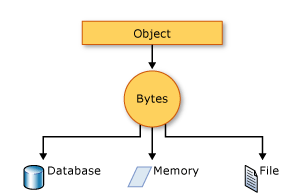 Object
Bytes
Database
Memory
File